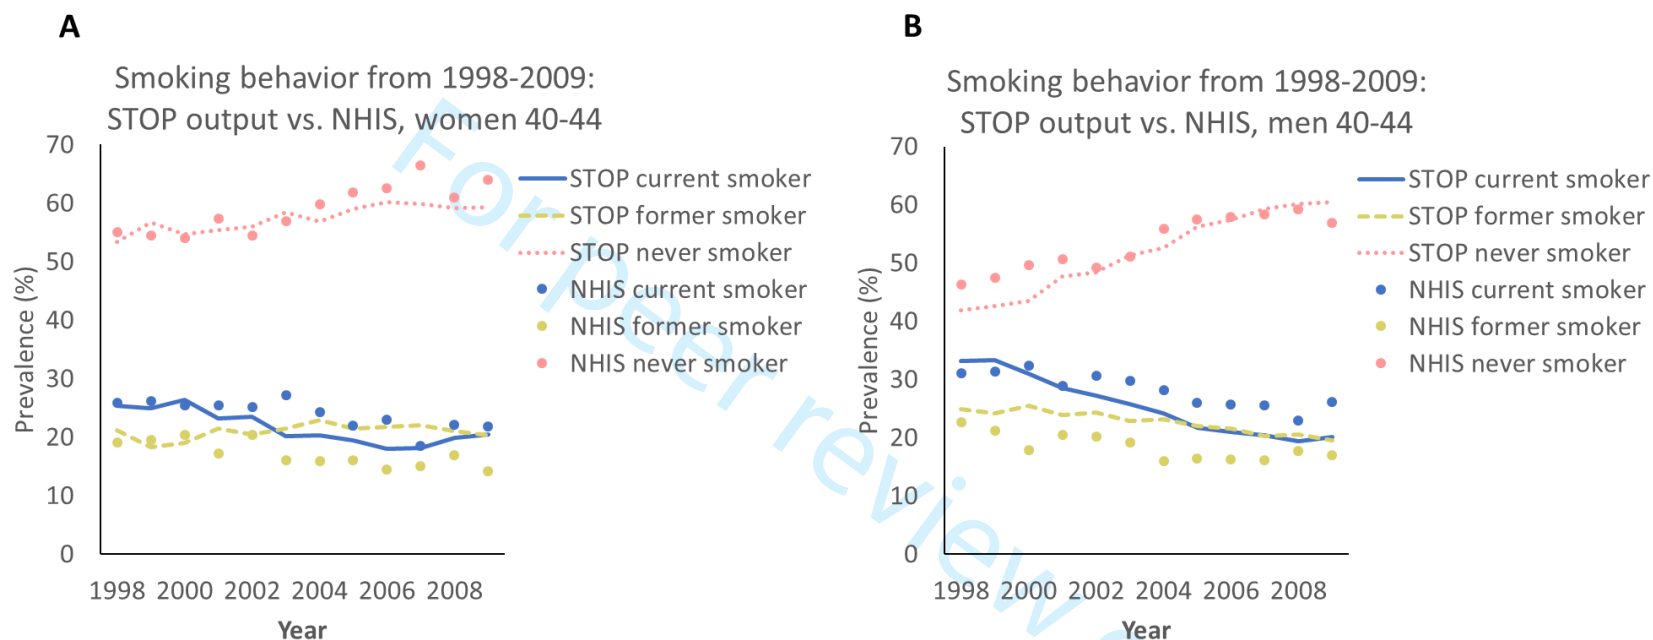 A
Smoking behavior from 1998-2009:
STOP output vs. NHIS, women 40-44
70
60
50
40
30
20
10
0
Prevalence (%)
1998 2000 2002 2004 2006 2008
Year
STOP current smoker
STOP former smoker
STOP never smoker
NHIS current smoker
NHIS former smoker
NHIS never smoker
B
Smoking behavior from 1998-2009:
STOP output vs. NHIS, men 40-44
70
60
50
40
30
20
10
0
Prevalence (%)
1998 2000 2002 2004 2006 2008
Year
STOP current smoker
STOP former smoker
STOP never smoker
NHIS current smoker
NHIS former smoker
NHIS never smoker
For peer review